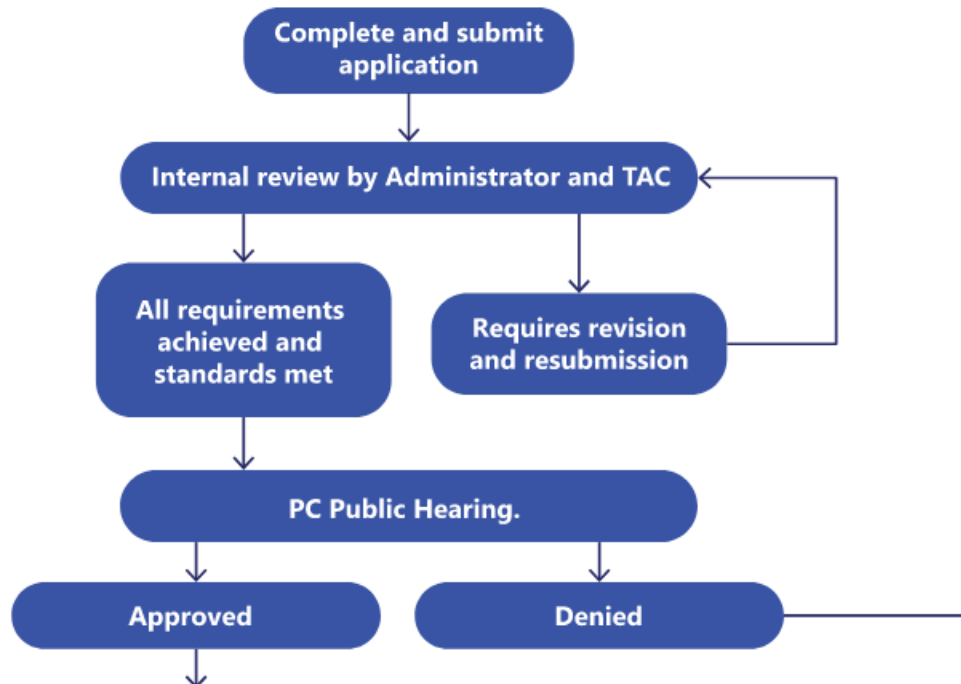 Complete and submit
application
Internal review by Administrator and TAC
All requirements
achieved and
standards met
Requires revision
and resubmission
PC Public Hearing.
Approved
Denied